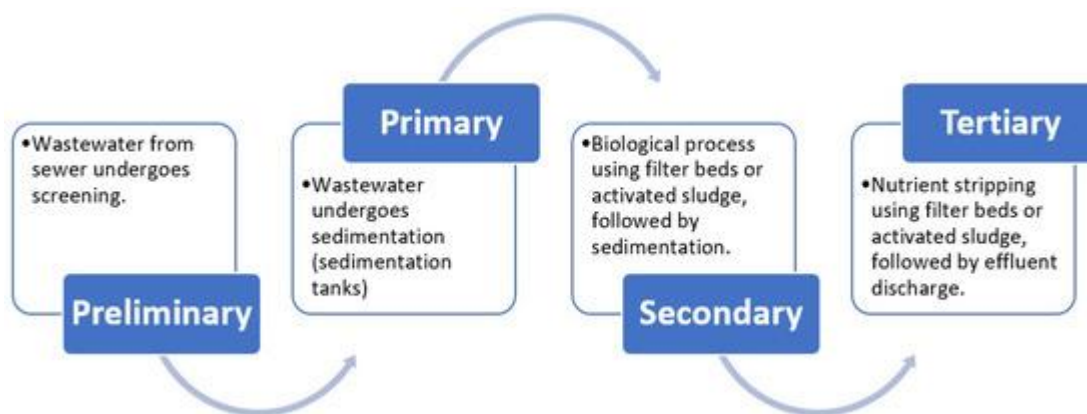 •Wastewater from
sewer undergoes
screening.
Preliminary
Primary
•Wastewater
undergoes
sedimentation
(sedimentation
tanks)
•Biological process
using filter beds or
activated sludge,
followed by
sedimentation.
Secondary
Tertiary
•Nutrient stripping
using filter beds or
activated sludge,
followed by effluent
discharge.